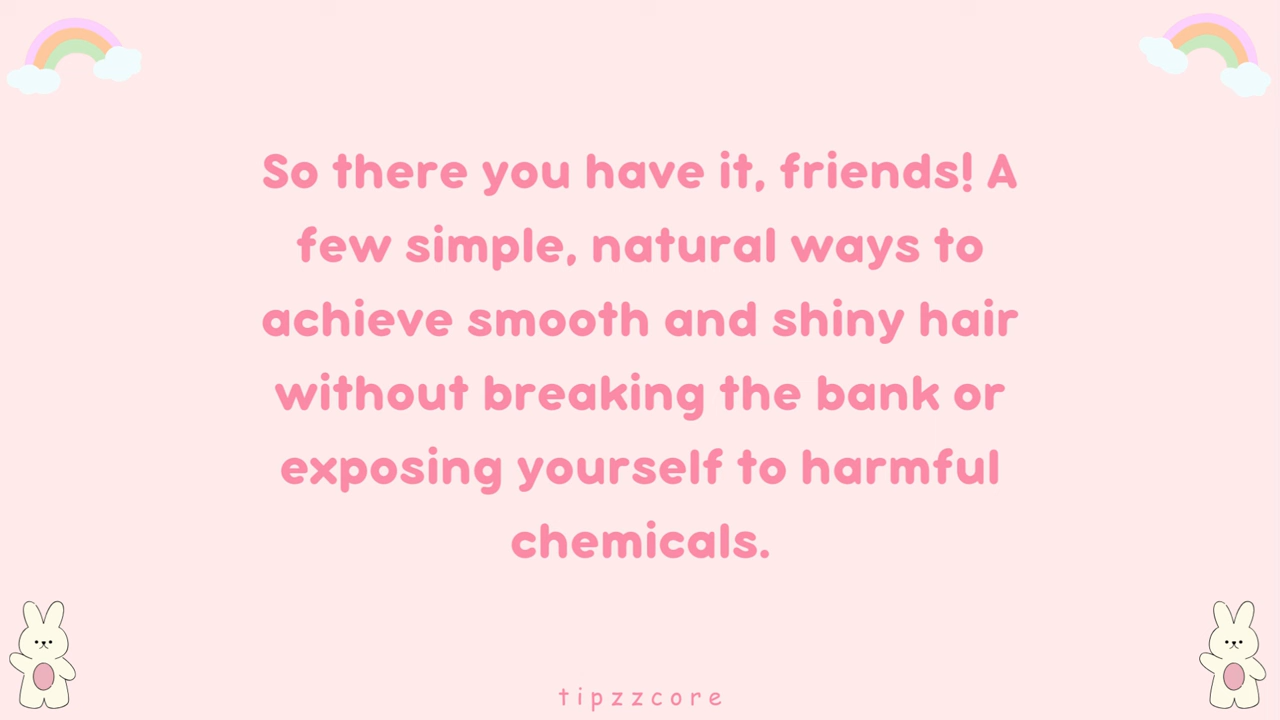 So there you have it, friends! A
few simple, natural ways to
achieve smooth and shiny hair
without breaking the bank or
exposing yourself to harmful
chemicals.
tipzzcore